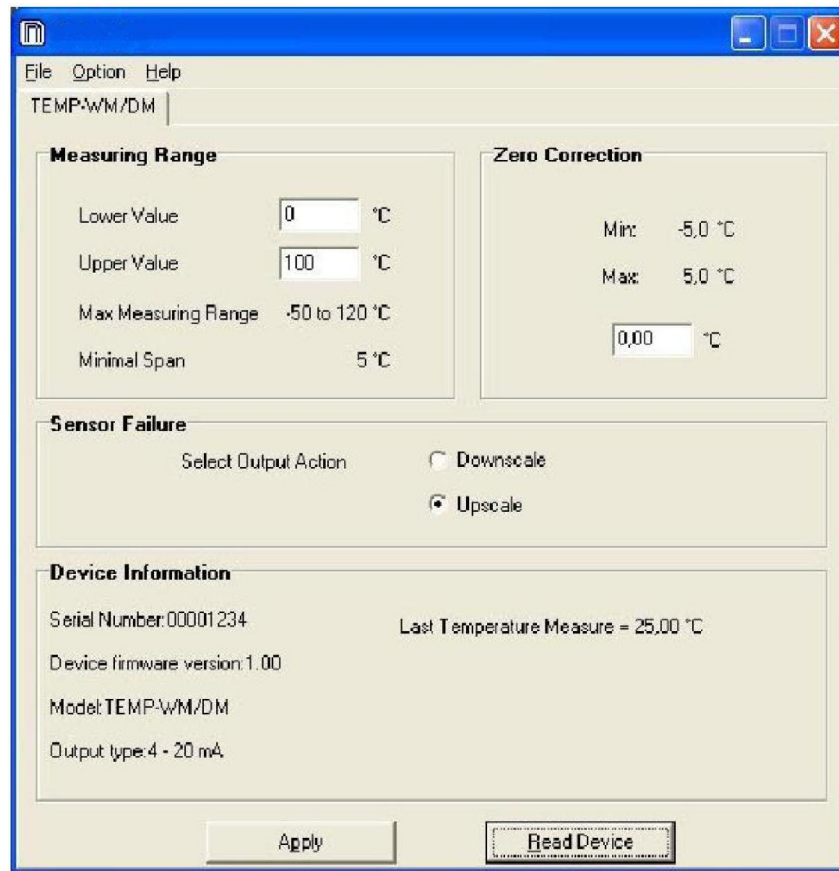 File Option Help
TEMP-WM/DM
Measuring Range
Lower Value 0 °C
Upper Value 100 °C
Max Measuring Range -50 to 120 °C
Minimal Span 5 °C
Zero Correction
Min: -5,0 °C
Max: 5,0 °C
0,00 °C
Sensor Failure
Select Output Action
Downscale
Upscale
Device Information
Serial Number:00001234
Device firmware version:1.00
Model:TEMP-WM/DM
Output type:4 - 20 mA
Last Temperature Measure = 25,00 °C
Apply
Read Device